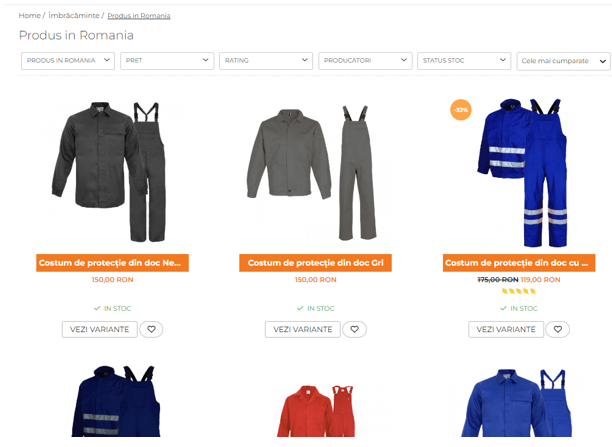 Home / Îmbrăcăminte / Produs in Romania
Produs in Romania
PRODUS IN ROMANIA PRET RATING PRODUCATORI STATUS STOC Cele mai cumparate
-32%
Costum de protecție din doc Ne... Costum de protecție din doc Gri Costum de protecție din doc cu ...
150,00 RON 150,00 RON 175,00 RON 119,00 RON
IN STOC IN STOC IN STOC
VEZI VARIANTE VEZI VARIANTE VEZI VARIANTE